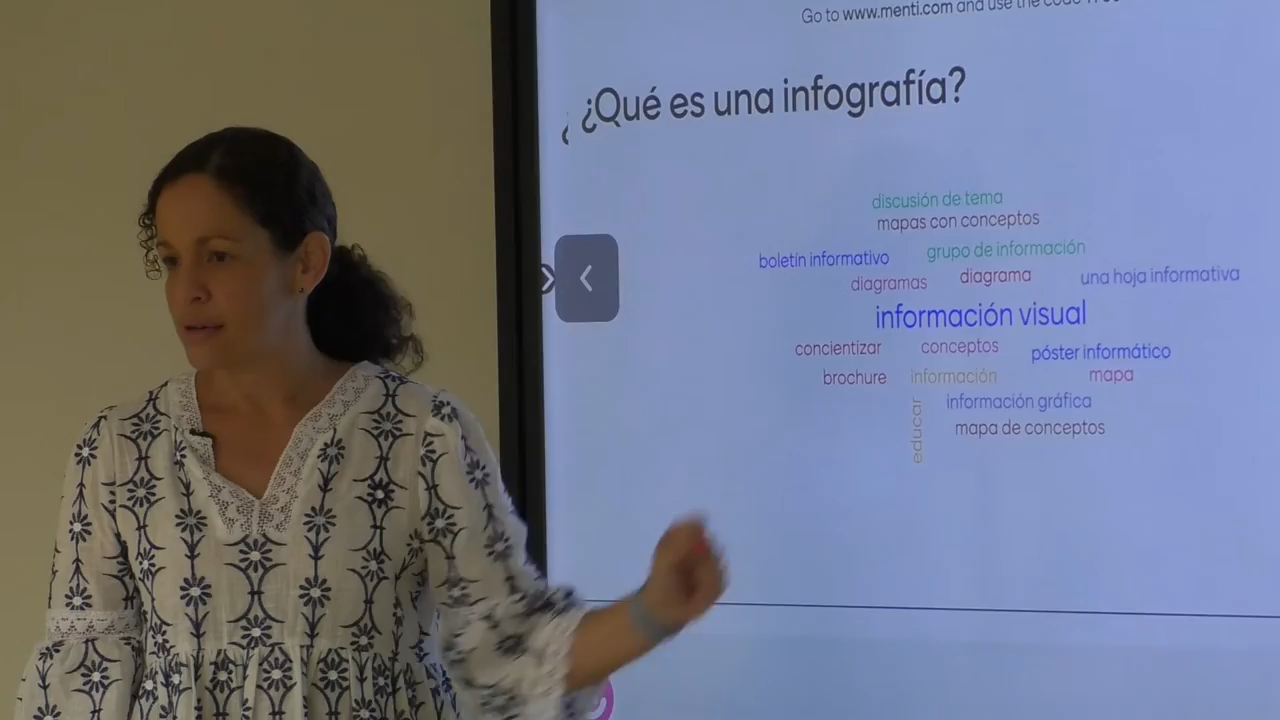 Go to www.menti.com and use the code
¿ ¿Qué es una infografía?
discusión de tema
mapas con conceptos
boletín informativo grupo de información
diagramas diagrama una hoja informativa
información visual
concientizar conceptos póster informático
brochure información mapa
educar información gráfica
mapa de conceptos